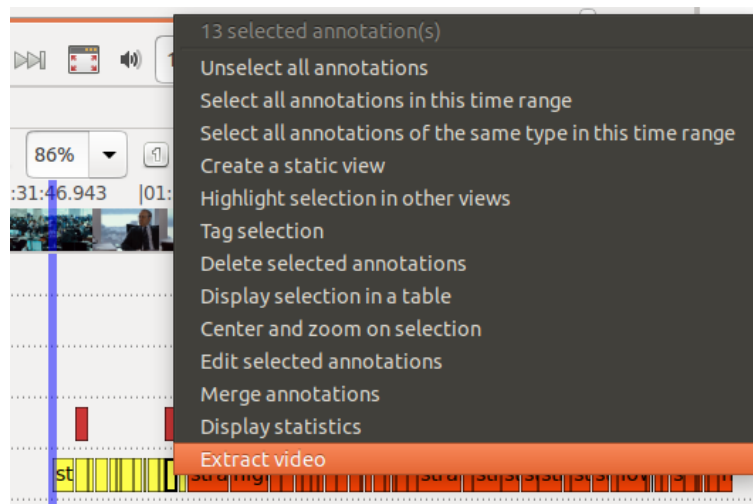 13 selected annotation(s)
Unselect all annotations
Select all annotations in this time range
Select all annotations of the same type in this time range
86%
Create a static view
:31:46.943 |01:
Highlight selection in other views
Tag selection
Delete selected annotations
Display selection in a table
Center and zoom on selection
Edit selected annotations
Merge annotations
Display statistics
Extract video
st